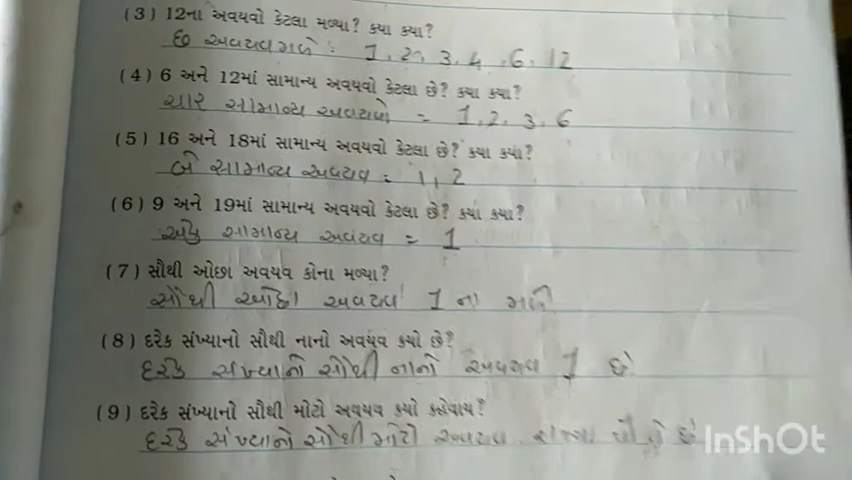 (3) 12ના અવયવો કેટલા મળ્યા? ક્યા ક્યા?
છ અવયવ મળે : 1, 2, 3, 4, 6, 12
(4) 6 અને 12માં સામાન્ય અવયવો કેટલા છે? ક્યા ક્યા?
ચાર સામાન્ય અવયવો = 1, 2, 3, 6
(5) 16 અને 18માં સામાન્ય અવયવો કેટલા છે? ક્યા ક્યા?
બે સામાન્ય અવયવ = 1, 2
(6) 9 અને 19માં સામાન્ય અવયવો કેટલા છે? ક્યા ક્યા?
એક સામાન્ય અવયવ = 1
(7) સૌથી ઓછા અવયવ કોના મળ્યા?
સૌથી ઓછા અવયવ 1 ના
(8) દરેક સંખ્યાનો સૌથી નાનો અવયવ ક્યો છે?
દરેક સંખ્યાનો સૌથી નાનો અવયવ 1 છે
(9) દરેક સંખ્યાનો સૌથી મોટો અવયવ ક્યો કહેવાય?
દરેક સંખ્યાનો સૌથી મોટો અવયવ છે
InShOt